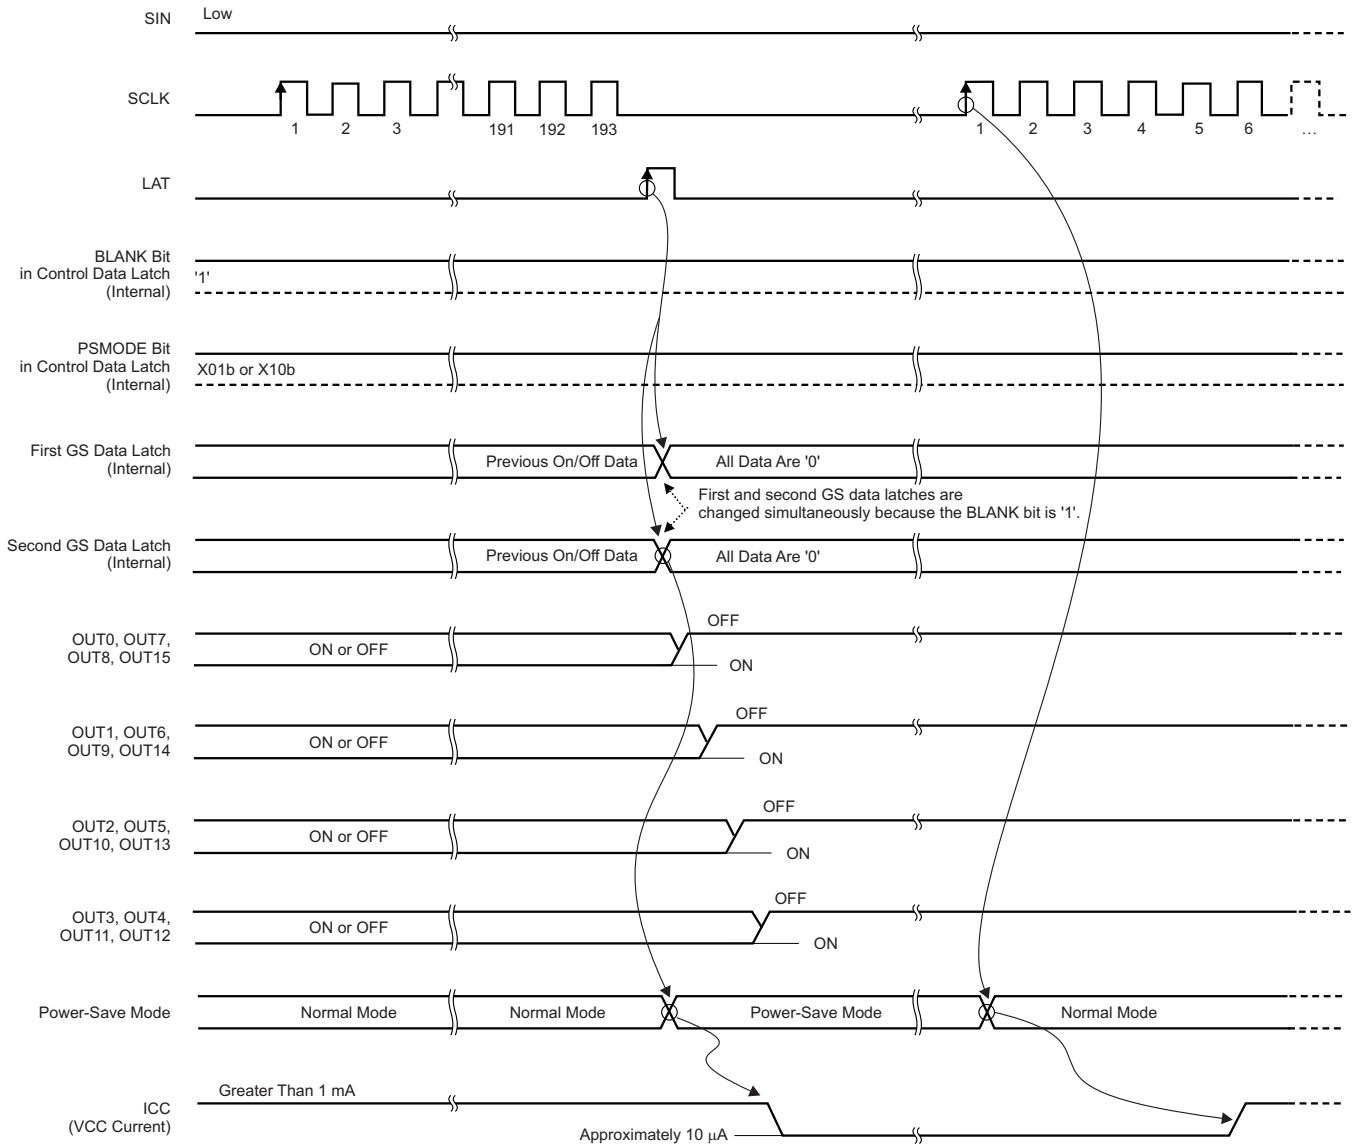 SIN
Low
SCLK
1 2 3 191 192 193 1 2 3 4 5 6 ...
LAT
BLANK Bit
in Control Data Latch
(Internal)
'1'
PSMODE Bit
in Control Data Latch
(Internal)
X01b or X10b
First GS Data Latch
(Internal)
Previous On/Off Data
All Data Are '0'
First and second GS data latches are
changed simultaneously because the BLANK bit is '1'.
Second GS Data Latch
(Internal)
Previous On/Off Data
All Data Are '0'
OUT0, OUT7,
OUT8, OUT15
ON or OFF
OFF
ON
OUT1, OUT6,
OUT9, OUT14
ON or OFF
OFF
ON
OUT2, OUT5,
OUT10, OUT13
ON or OFF
OFF
ON
OUT3, OUT4,
OUT11, OUT12
ON or OFF
OFF
ON
Power-Save Mode
Normal Mode
Normal Mode
Power-Save Mode
Normal Mode
ICC
(VCC Current)
Greater Than 1 mA
Approximately 10 μA